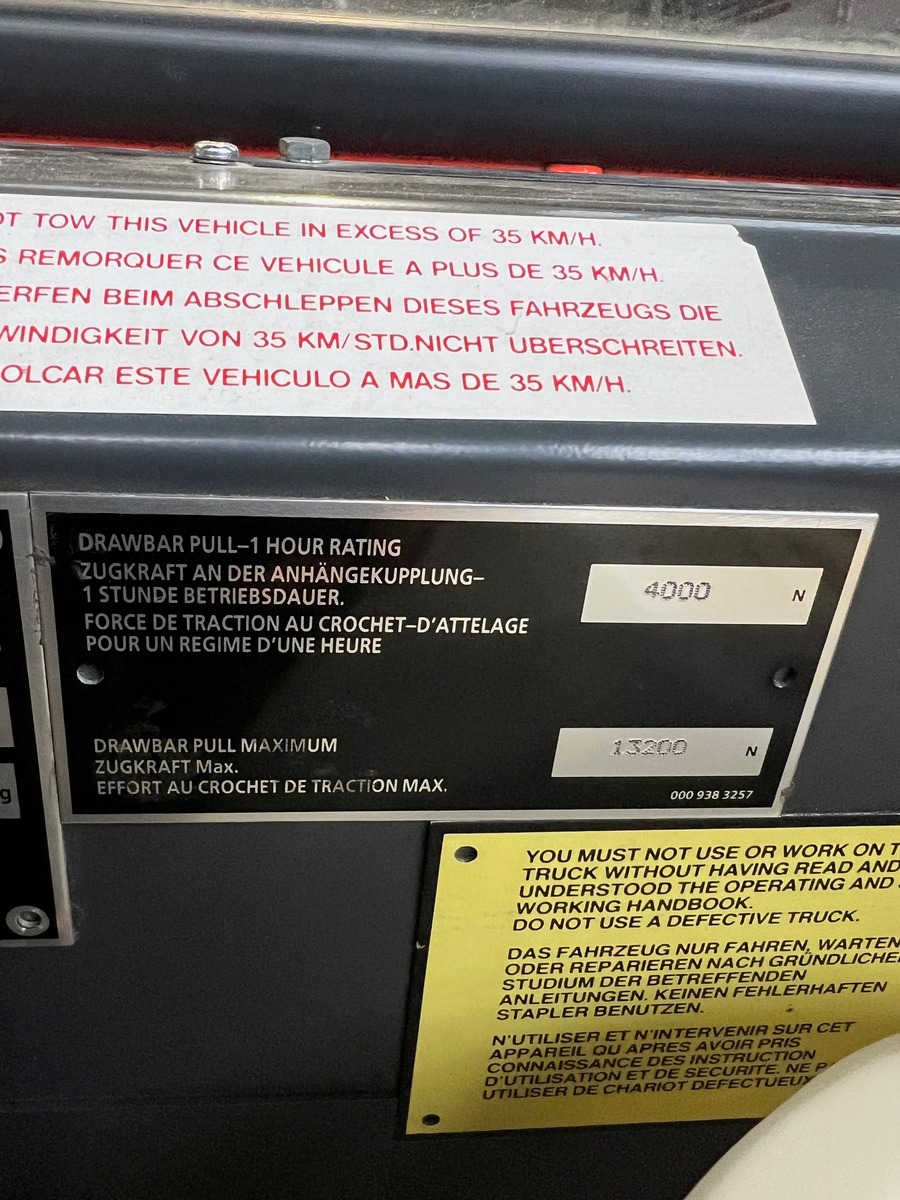 TOW THIS VEHICLE IN EXCESS OF 35 KM/H.
REMORQUER CE VEHICULE A PLUS DE 35 KM/H.
ERFEN BEIM ABSCHLEPPEN DIESES FAHRZEUGS DIE
WINDIGKEIT VON 35 KM/STD.NICHT UBERSCHREITEN.
OLCAR ESTE VEHICULO A MAS DE 35 KM/H.
DRAWBAR PULL–1 HOUR RATING
ZUGKRAFT AN DER ANHÄNGEKUPPLUNG–
1 STUNDE BETRIEBSDAUER.
4000 N
FORCE DE TRACTION AU CROCHET–D'ATTELAGE
POUR UN REGIME D'UNE HEURE
DRAWBAR PULL MAXIMUM
13200 N
ZUGKRAFT Max.
EFFORT AU CROCHET DE TRACTION MAX.
000 938 3257
g
YOU MUST NOT USE OR WORK ON T
TRUCK WITHOUT HAVING READ AND
UNDERSTOOD THE OPERATING AND
WORKING HANDBOOK.
DO NOT USE A DEFECTIVE TRUCK.
DAS FAHRZEUG NUR FAHREN, WARTEN
ODER REPARIEREN NACH GRÜNDLICHE
STUDIUM DER BETREFFENDEN
ANLEITUNGEN. KEINEN FEHLERHAFTEN
STAPLER BENUTZEN.
N'UTILISER ET N'INTERVENIR SUR CET
APPAREIL QU APRES AVOIR PRIS
CONNAISSANCE DES INSTRUCTION
D'UTILISATION ET DE SECURITE. NE P
UTILISER DE CHARIOT DEFECTUEUX